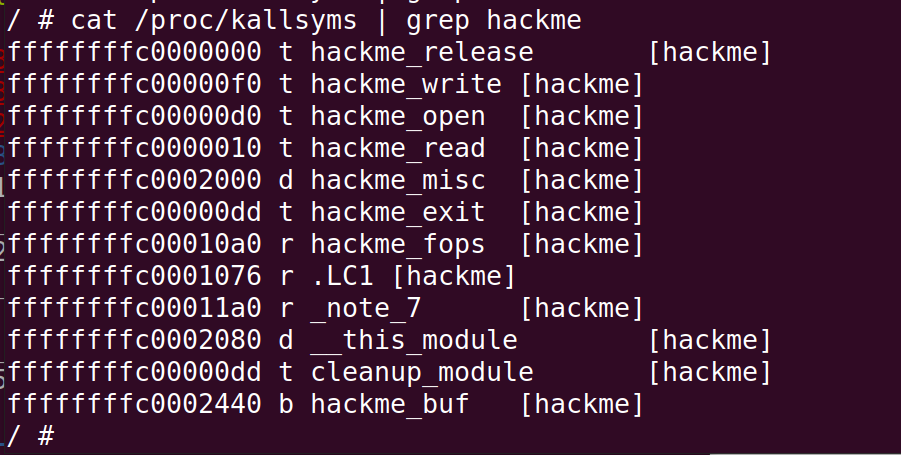 / # cat /proc/kallsyms | grep hackme
ffffffffc0000000 t hackme_release	[hackme]
ffffffffc00000f0 t hackme_write	[hackme]
ffffffffc00000d0 t hackme_open	[hackme]
ffffffffc0000010 t hackme_read	[hackme]
ffffffffc0002000 d hackme_misc	[hackme]
ffffffffc00000dd t hackme_exit	[hackme]
ffffffffc00010a0 r hackme_fops	[hackme]
ffffffffc0001076 r .LC1	[hackme]
ffffffffc00011a0 r _note_7	[hackme]
ffffffffc0002080 d __this_module	[hackme]
ffffffffc00000dd t cleanup_module	[hackme]
ffffffffc0002440 b hackme_buf	[hackme]
/ #